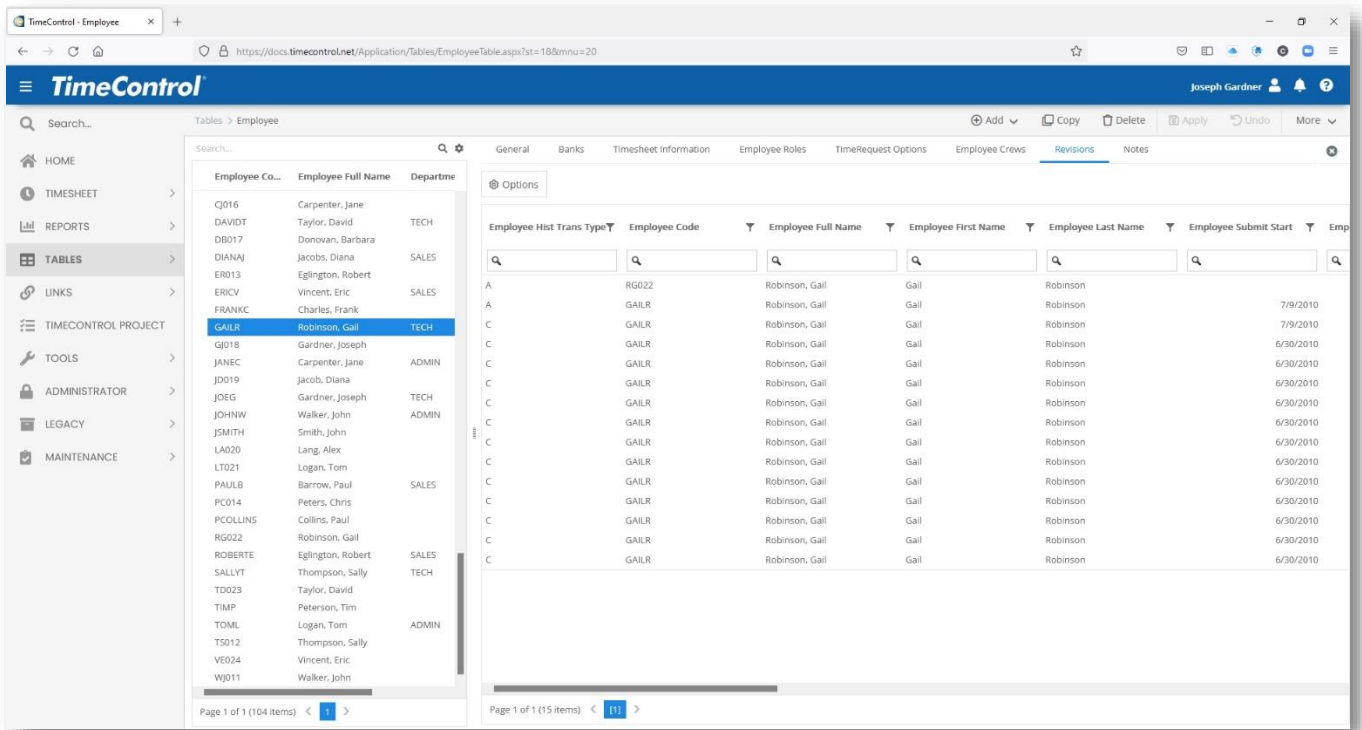 TimeControl - Employee
https://docs.timecontrol.net/Application/Tables/EmployeeTable.aspx?st=18&mnu=20
TimeControl
Joseph Gardner
Search...
HOME
TIMESHEET
REPORTS
TABLES
LINKS
TIMECONTROL PROJECT
TOOLS
ADMINISTRATOR
LEGACY
MAINTENANCE
Tables > Employee
Add Copy Delete Apply Undo More
Search...
Employee Co... Employee Full Name Departme
CJ016 Carpenter, Jane
DAVIDT Taylor, David TECH
DB017 Donovan, Barbara
DIANAJ Jacobs, Diana SALES
ER013 Eglington, Robert
ERICV Vincent, Eric SALES
FRANKC Charles, Frank
GAILR Robinson, Gail TECH
GJ018 Gardner, Joseph
JANEC Carpenter, Jane ADMIN
JD019 Jacob, Diana
JOEG Gardner, Joseph TECH
JOHNW Walker, John ADMIN
JSMITH Smith, John
LA020 Lang, Alex
LT021 Logan, Tom
PAULB Barrow, Paul SALES
PC014 Peters, Chris
PCOLLINS Collins, Paul
RG022 Robinson, Gail
ROBERTE Eglington, Robert SALES
SALLYT Thompson, Sally TECH
TD023 Taylor, David
TIMP Peterson, Tim
TOML Logan, Tom ADMIN
TS012 Thompson, Sally
VE024 Vincent, Eric
WJ011 Walker, John
Page 1 of 1 (104 items) < 1 >
General Banks Timesheet Information Employee Roles TimeRequest Options Employee Crews Revisions Notes
Options
Employee Hist Trans Type Employee Code Employee Full Name Employee First Name Employee Last Name Employee Submit Start Emp
A RG022 Robinson, Gail Gail Robinson
A GAILR Robinson, Gail Gail Robinson 7/9/2010
C GAILR Robinson, Gail Gail Robinson 7/9/2010
C GAILR Robinson, Gail Gail Robinson 6/30/2010
C GAILR Robinson, Gail Gail Robinson 6/30/2010
C GAILR Robinson, Gail Gail Robinson 6/30/2010
C GAILR Robinson, Gail Gail Robinson 6/30/2010
C GAILR Robinson, Gail Gail Robinson 6/30/2010
C GAILR Robinson, Gail Gail Robinson 6/30/2010
C GAILR Robinson, Gail Gail Robinson 6/30/2010
C GAILR Robinson, Gail Gail Robinson 6/30/2010
C GAILR Robinson, Gail Gail Robinson 6/30/2010
C GAILR Robinson, Gail Gail Robinson 6/30/2010
C GAILR Robinson, Gail Gail Robinson 6/30/2010
C GAILR Robinson, Gail Gail Robinson 6/30/2010
Page 1 of 1 (15 items) < [1] >